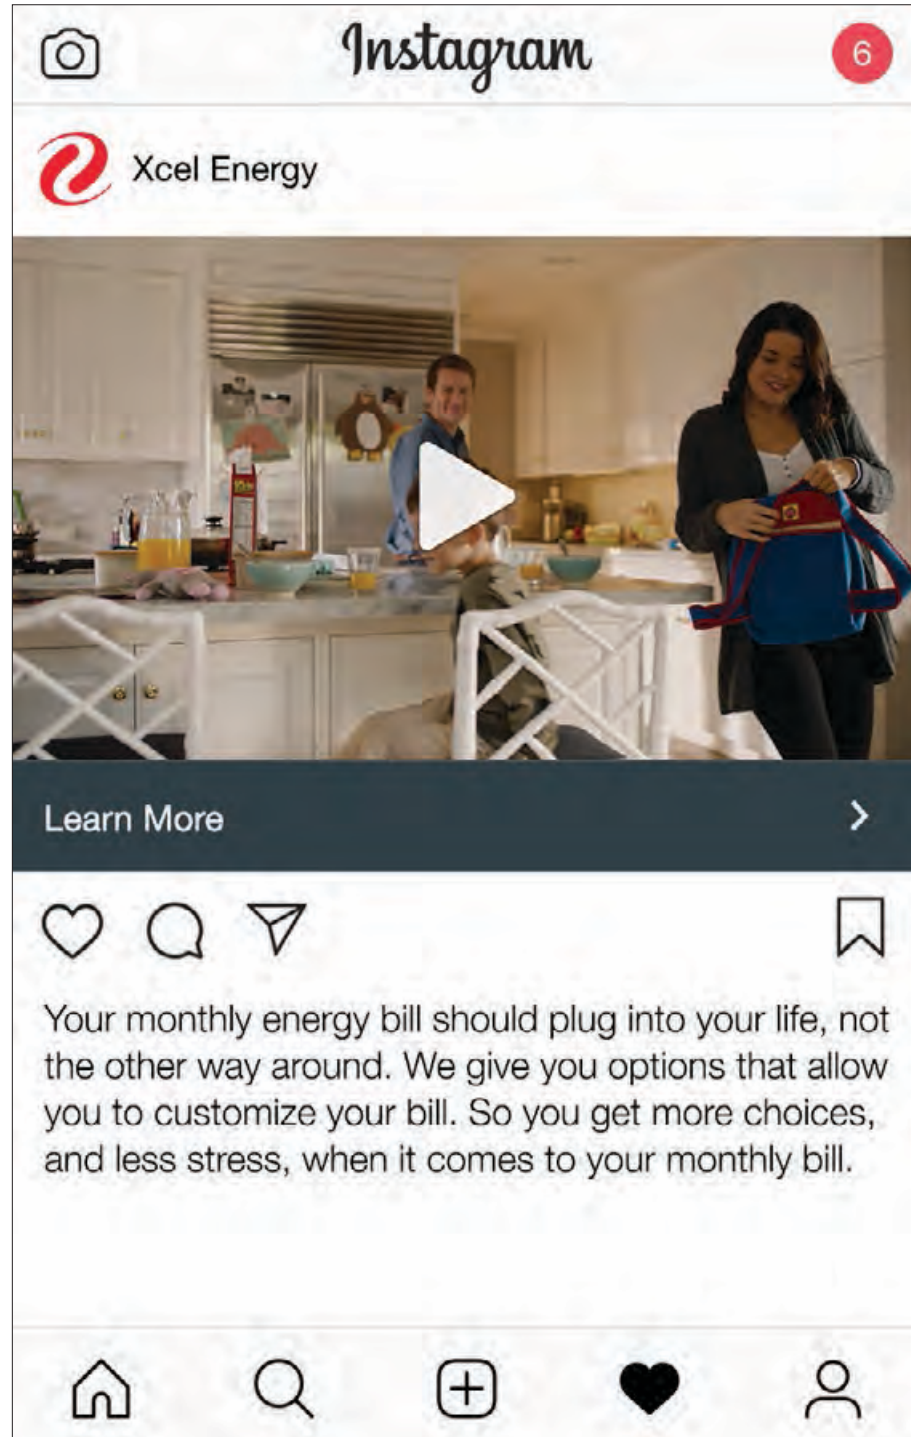 Instagram
6
Xcel Energy
Learn More
Your monthly energy bill should plug into your life, not
the other way around. We give you options that allow
you to customize your bill. So you get more choices,
and less stress, when it comes to your monthly bill.